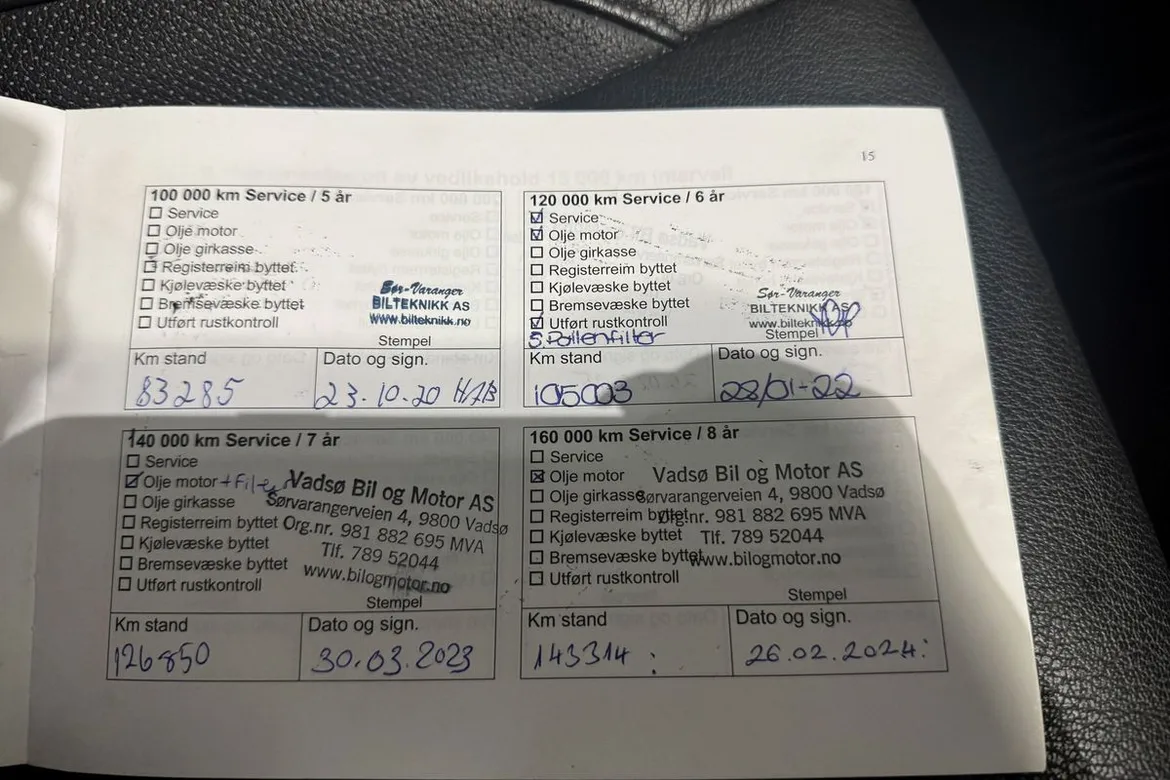 15
100 000 km Service / 5 år
☐ Service
☐ Olje motor
☐ Olje girkasse
☐ Registerreim byttet
☐ Kjølevæske byttet
☐ Bremsevæske byttet
☐ Utført rustkontroll
Sør-Varanger
BILTEKNIKK AS
www.bilteknikk.no
Stempel
Km stand
83285
Dato og sign.
23.10.20 HAB
120 000 km Service / 6 år
☑ Service
☑ Olje motor
☐ Olje girkasse
☐ Registerreim byttet
☐ Kjølevæske byttet
☐ Bremsevæske byttet
☑ Utført rustkontroll
S. Pollenfilter
Sør-Varanger
BILTEKNIKK AS
www.bilteknikk.no
Stempel
Km stand
105003
Dato og sign.
28/01-22
140 000 km Service / 7 år
☐ Service
☑ Olje motor + filter
☐ Olje girkasse
☐ Registerreim byttet
☐ Kjølevæske byttet
☐ Bremsevæske byttet
☐ Utført rustkontroll
Vadsø Bil og Motor AS
Sørvarangerveien 4, 9800 Vadsø
Org.nr. 981 882 695 MVA
Tlf. 789 52044
www.bilogmotor.no
Stempel
Km stand
126850
Dato og sign.
30.03.2023
160 000 km Service / 8 år
☐ Service
☒ Olje motor
☐ Olje girkasse
☐ Registerreim byttet
☐ Kjølevæske byttet
☐ Bremsevæske byttet
☐ Utført rustkontroll
Vadsø Bil og Motor AS
Sørvarangerveien 4, 9800 Vadsø
Org.nr. 981 882 695 MVA
Tlf. 789 52044
www.bilogmotor.no
Stempel
Km stand
143314 :
Dato og sign.
26.02.2024: